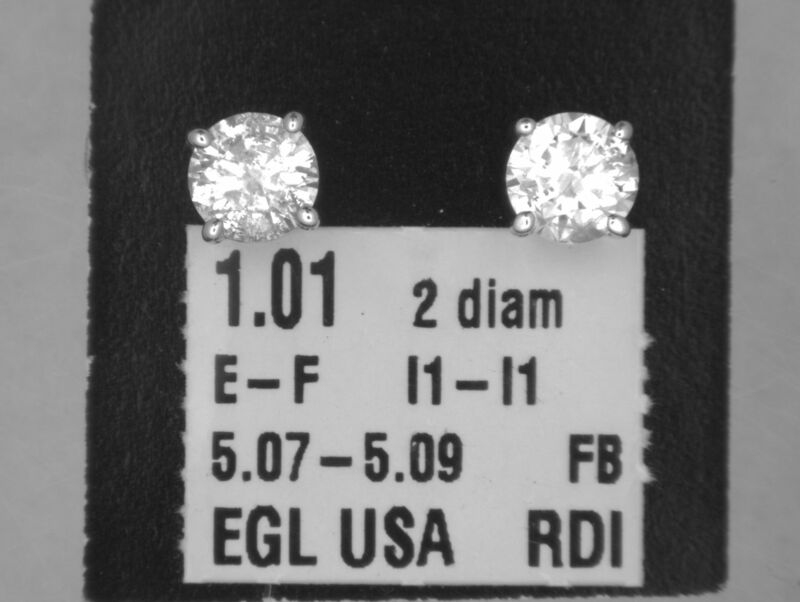 1.01 2 diam
E-F I1-I1
5.07-5.09 FB
EGL USA RDI